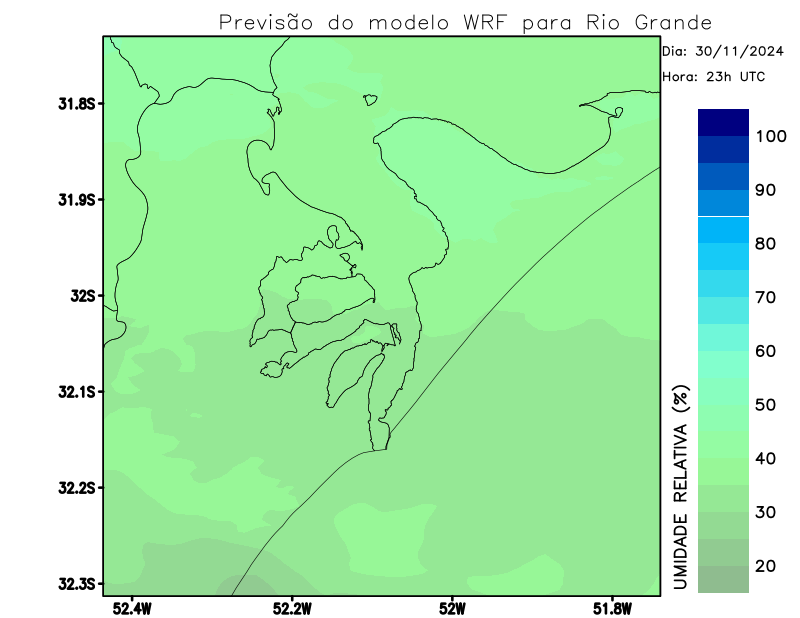 Previsão do modelo WRF para Rio Grande
Dia: 30/11/2024
Hora: 23h UTC
31.8S
31.9S
32S
32.1S
32.2S
32.3S
52.4W
52.2W
52W
51.8W
100
90
80
70
60
50
40
30
20
UMIDADE RELATIVA (%)